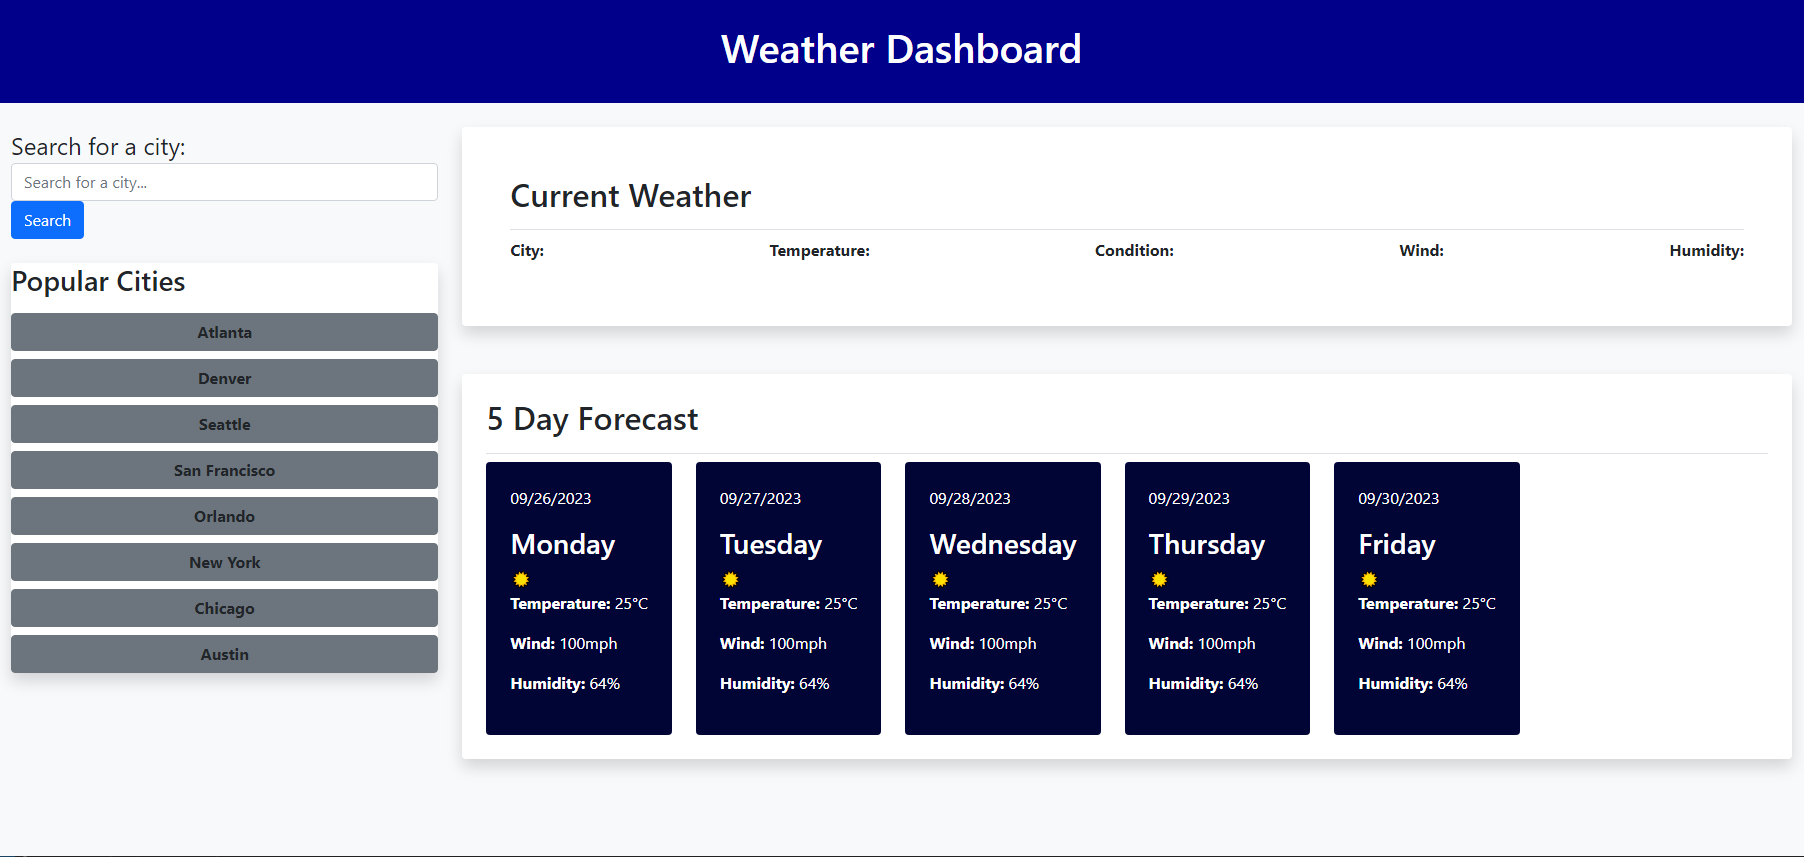 Weather Dashboard
Search for a city:
Search for a city...
Search
Popular Cities
Atlanta
Denver
Seattle
San Francisco
Orlando
New York
Chicago
Austin
Current Weather
City: Temperature: Condition: Wind: Humidity:
5 Day Forecast
09/26/2023
Monday
Temperature: 25°C
Wind: 100mph
Humidity: 64%
09/27/2023
Tuesday
Temperature: 25°C
Wind: 100mph
Humidity: 64%
09/28/2023
Wednesday
Temperature: 25°C
Wind: 100mph
Humidity: 64%
09/29/2023
Thursday
Temperature: 25°C
Wind: 100mph
Humidity: 64%
09/30/2023
Friday
Temperature: 25°C
Wind: 100mph
Humidity: 64%